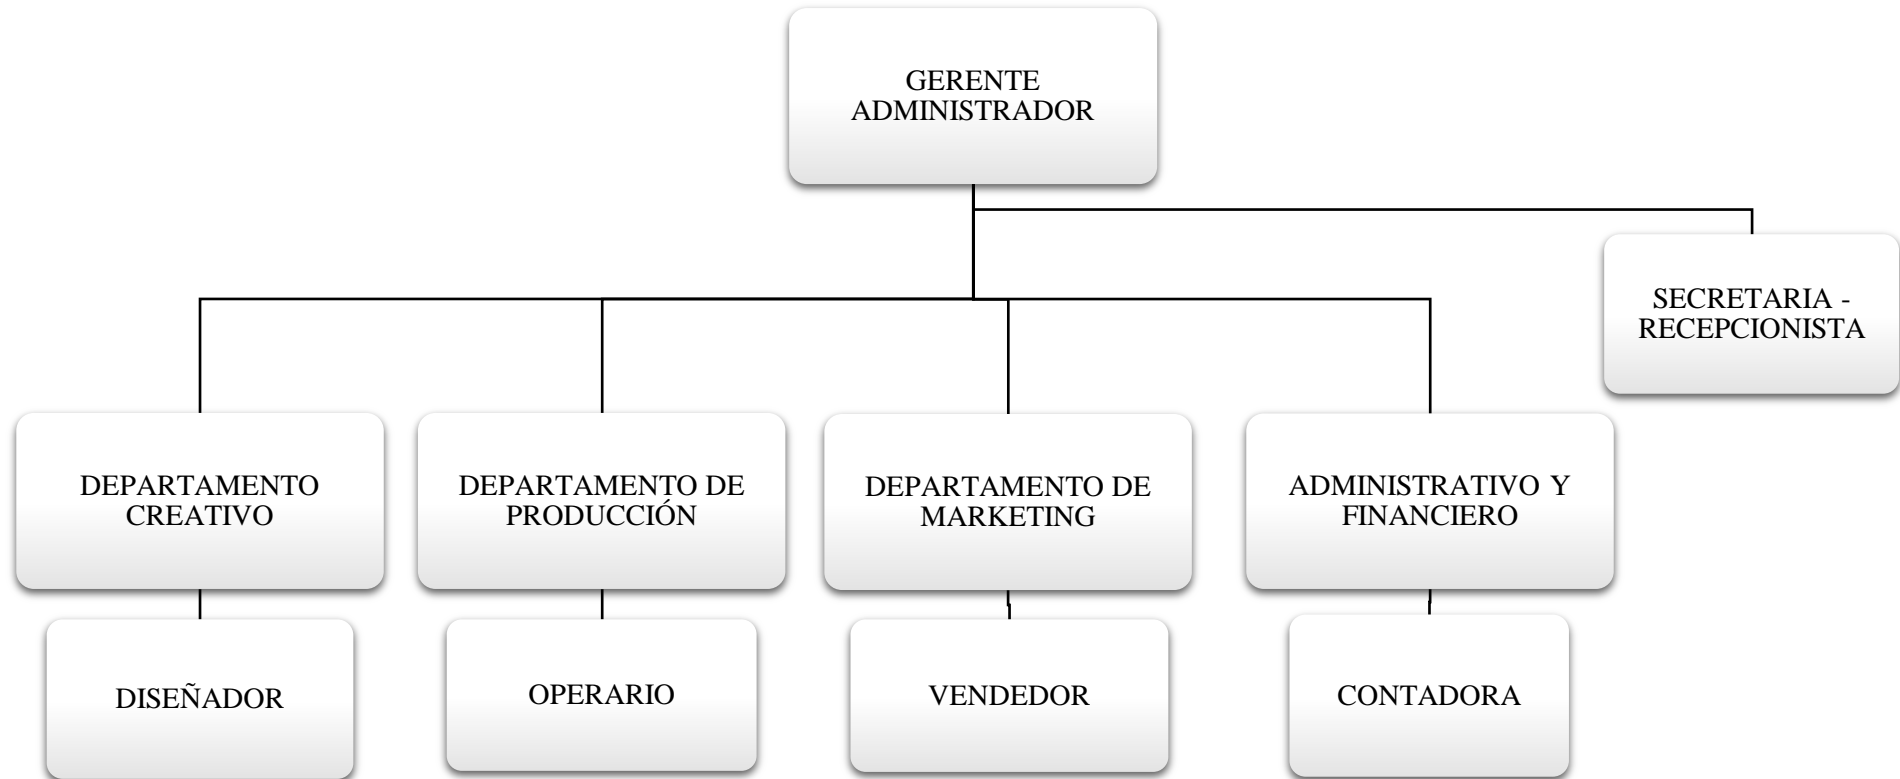 GERENTE
ADMINISTRADOR
SECRETARIA -
RECEPCIONISTA
DEPARTAMENTO
CREATIVO
DEPARTAMENTO DE
PRODUCCIÓN
DEPARTAMENTO DE
MARKETING
ADMINISTRATIVO Y
FINANCIERO
DISEÑADOR
OPERARIO
VENDEDOR
CONTADORA